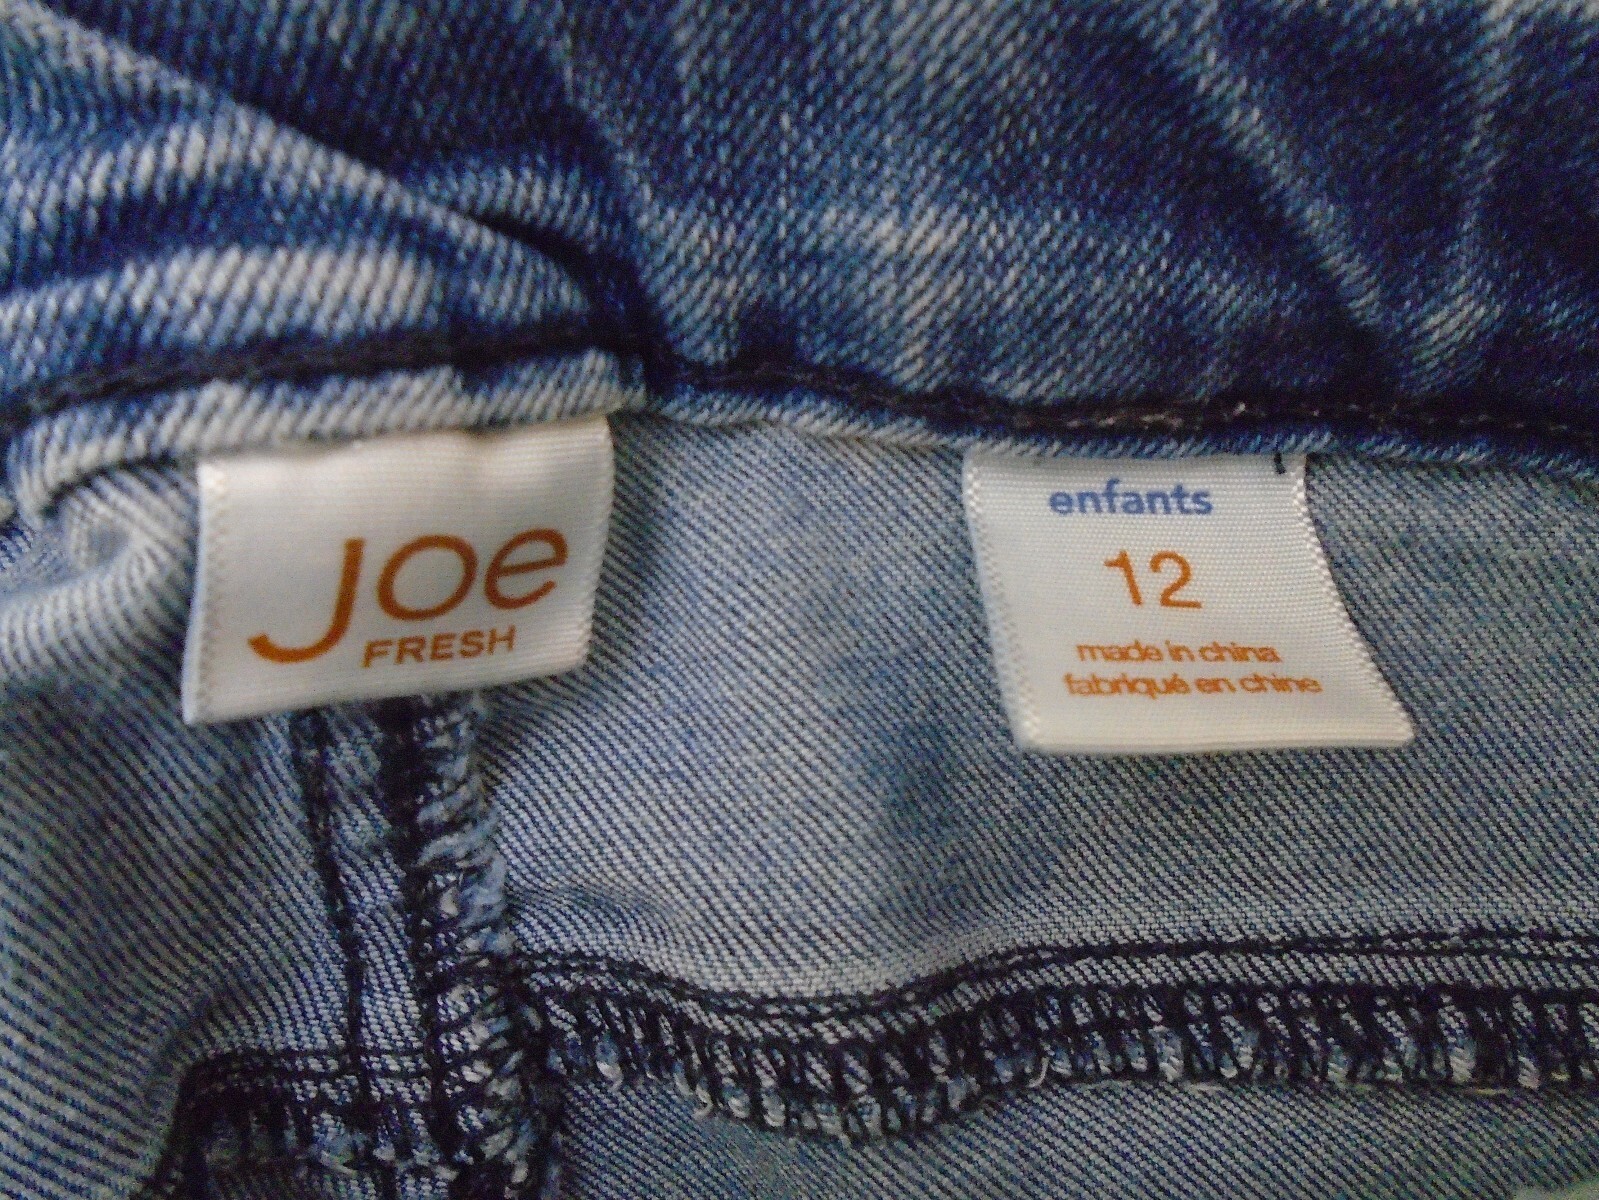 Joe
FRESH
enfants
12
made in china
fabriqué en chine